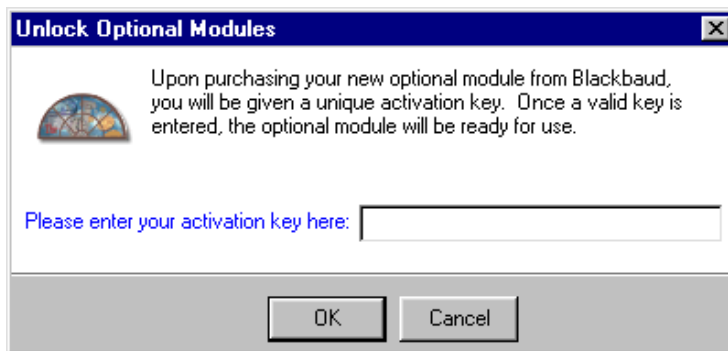 Unlock Optional Modules
Upon purchasing your new optional module from Blackbaud,
you will be given a unique activation key.  Once a valid key is
entered, the optional module will be ready for use.
Please enter your activation key here:
OK
Cancel